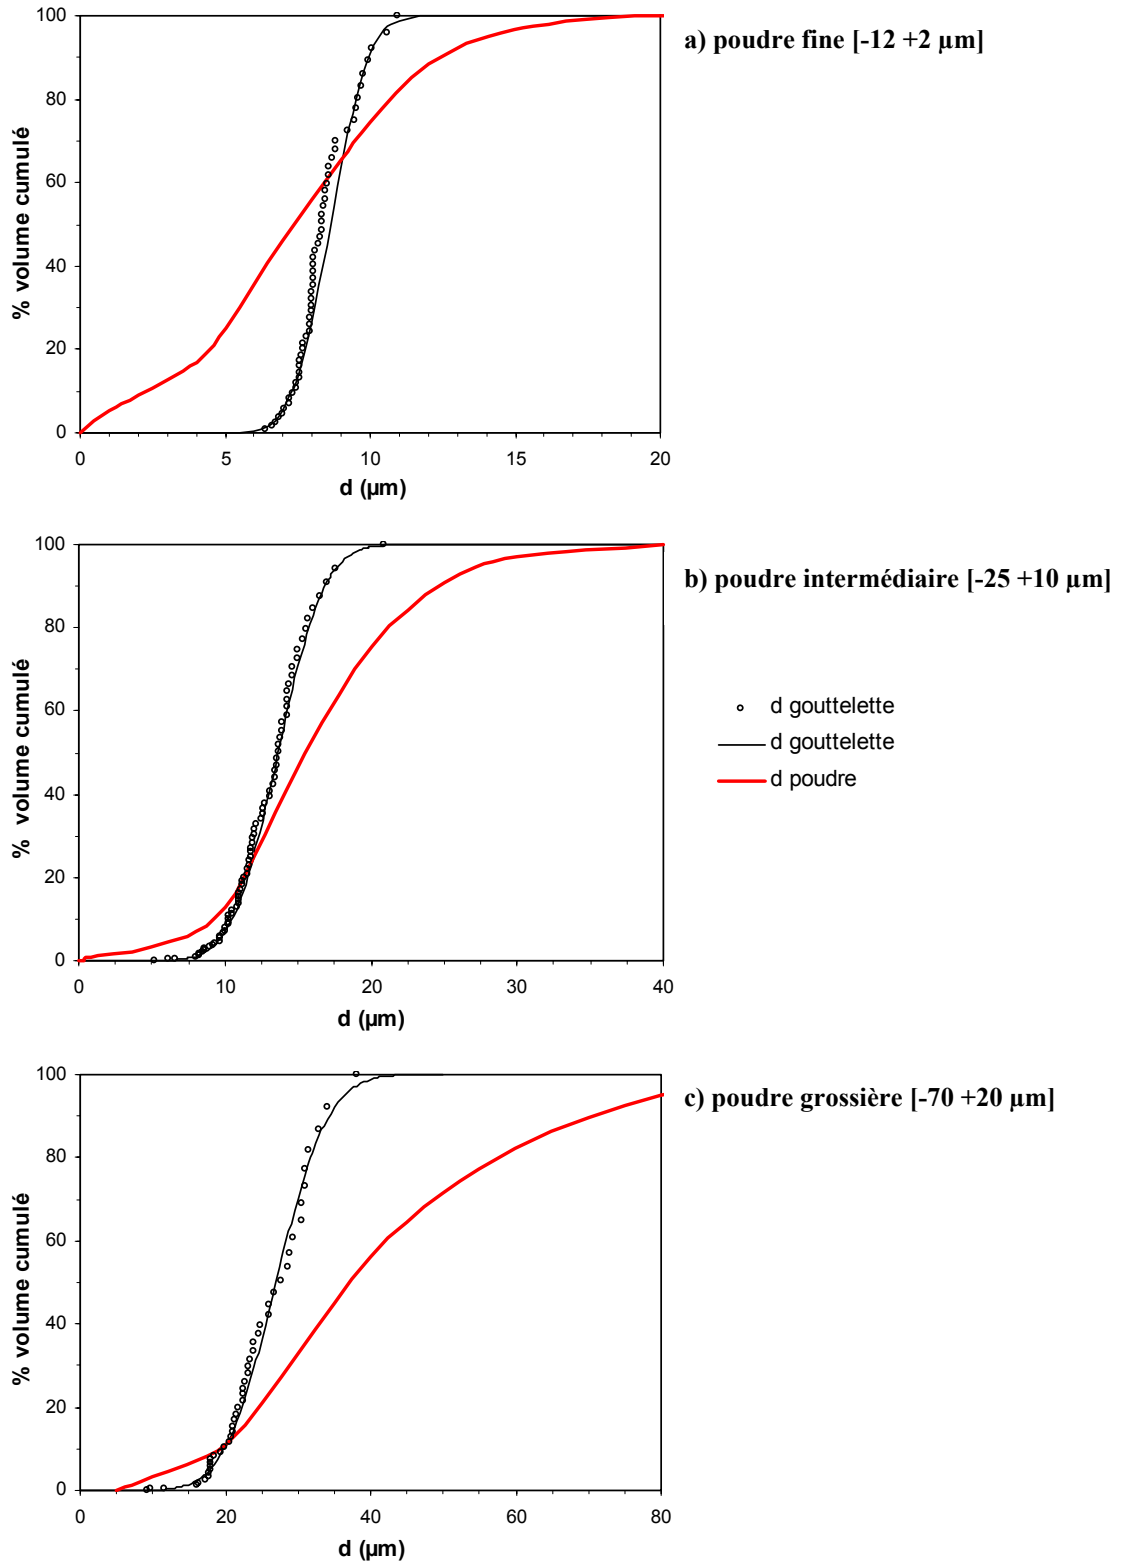 a) poudre fine [-12 +2 µm]
% volume cumulé
100
80
60
40
20
0
0 5 10 15 20
d (µm)
b) poudre intermédiaire [-25 +10 µm]
% volume cumulé
100
80
60
40
20
0
0 10 20 30 40
d (µm)
d gouttelette
d gouttelette
d poudre
c) poudre grossière [-70 +20 µm]
% volume cumulé
100
80
60
40
20
0
0 20 40 60 80
d (µm)